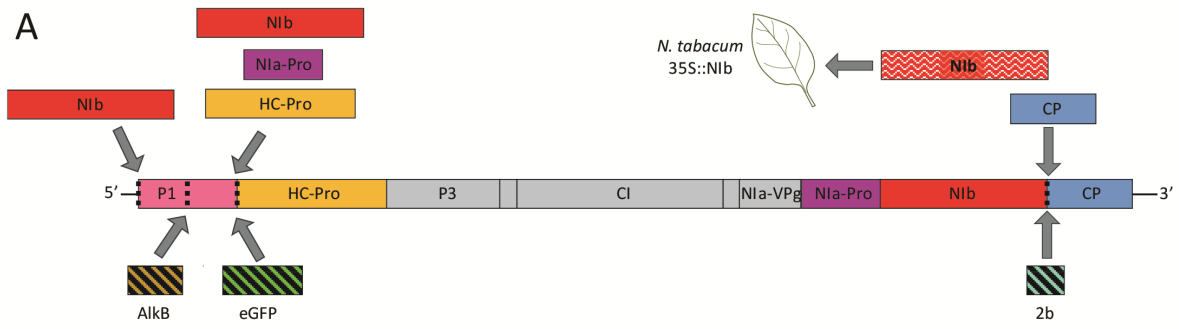 A
NIb
NIa-Pro
NIb
HC-Pro
N. tabacum
35S::NIb
NIb
CP
5’
P1
HC-Pro
P3
CI
NIa-VPg
NIa-Pro
NIb
CP
3’
AlkB
eGFP
2b